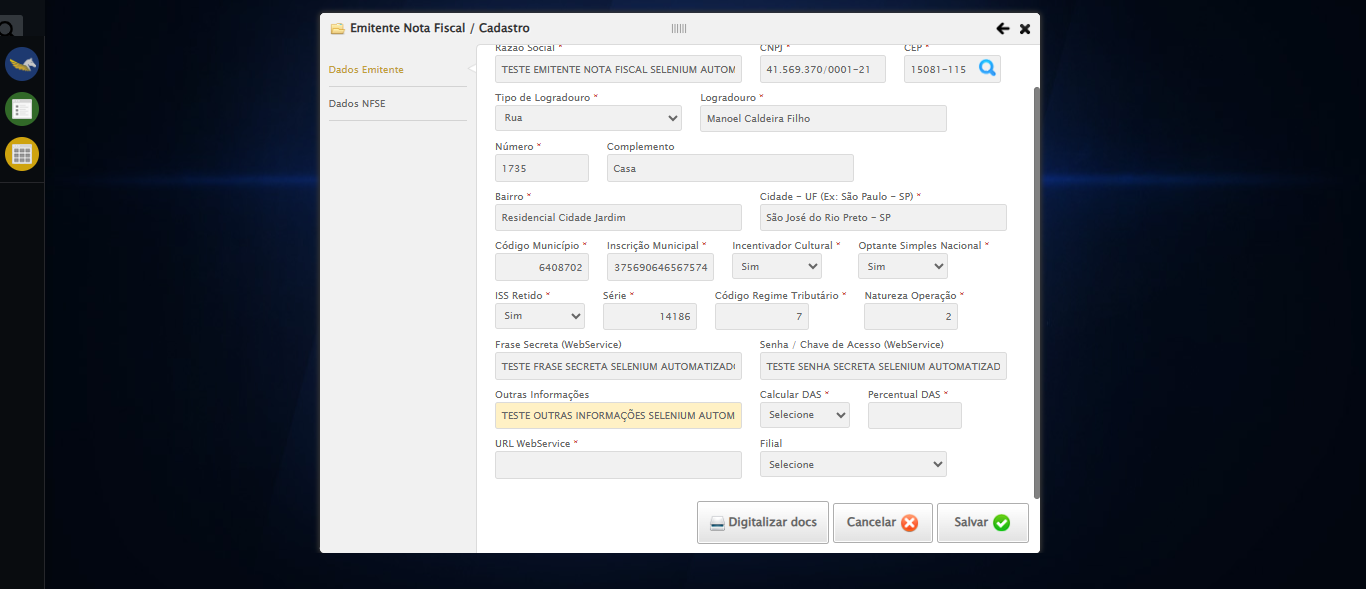 Emitente Nota Fiscal / Cadastro
Dados Emitente
Dados NFSE
Razão Social * CNPJ * CEP *
TESTE EMITENTE NOTA FISCAL SELENIUM AUTOM 41.569.370/0001-21 15081-115
Tipo de Logradouro * Logradouro *
Rua Manoel Caldeira Filho
Número * Complemento
1735 Casa
Bairro * Cidade - UF (Ex: São Paulo - SP) *
Residencial Cidade Jardim São José do Rio Preto - SP
Código Município * Inscrição Municipal * Incentivador Cultural * Optante Simples Nacional *
6408702 375690646567574 Sim Sim
ISS Retido * Série * Código Regime Tributário * Natureza Operação *
Sim 14186 7 2
Frase Secreta (WebService) Senha / Chave de Acesso (WebService)
TESTE FRASE SECRETA SELENIUM AUTOMATIZADO TESTE SENHA SECRETA SELENIUM AUTOMATIZAD
Outras Informações Calcular DAS * Percentual DAS *
TESTE OUTRAS INFORMAÇÕES SELENIUM AUTOM Selecione
URL WebService * Filial
Selecione
Digitalizar docs Cancelar Salvar